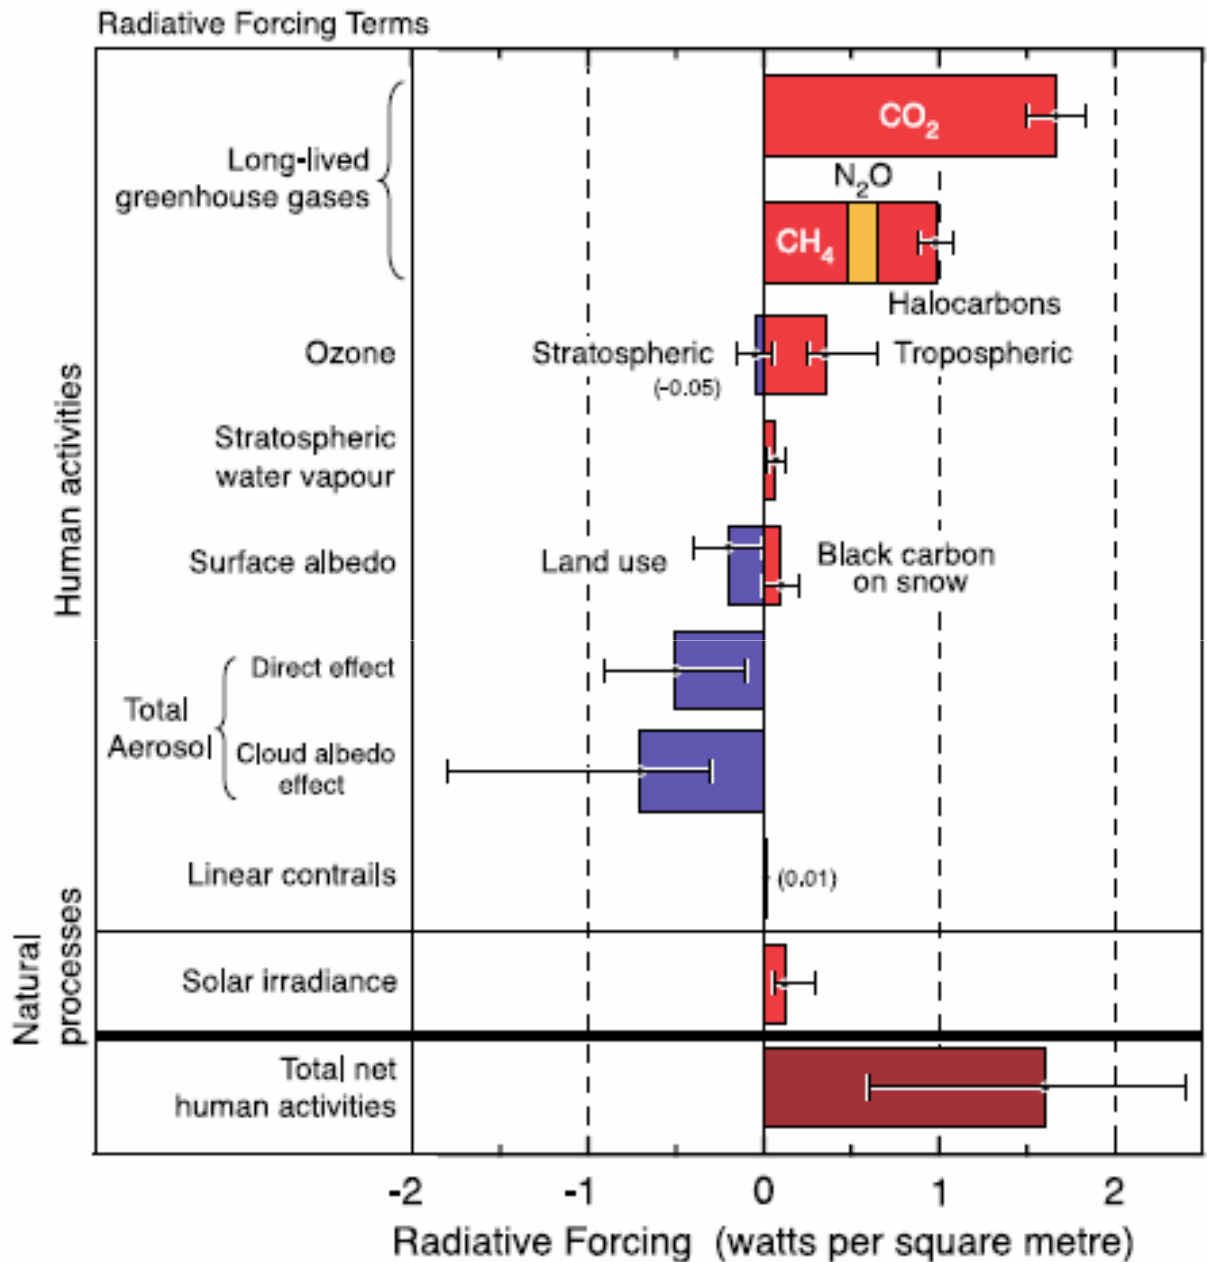 Radiative Forcing Terms
CO₂
Long-lived
greenhouse gases
N₂O
CH₄
Halocarbons
Ozone
Stratospheric
(-0.05)
Tropospheric
Human activities
Stratospheric
water vapour
Surface albedo
Land use
Black carbon
on snow
Total
Aerosol
Direct effect
Cloud albedo
effect
Linear contrails
(0.01)
Natural
processes
Solar irradiance
Total net
human activities
-2 -1 0 1 2
Radiative Forcing (watts per square metre)